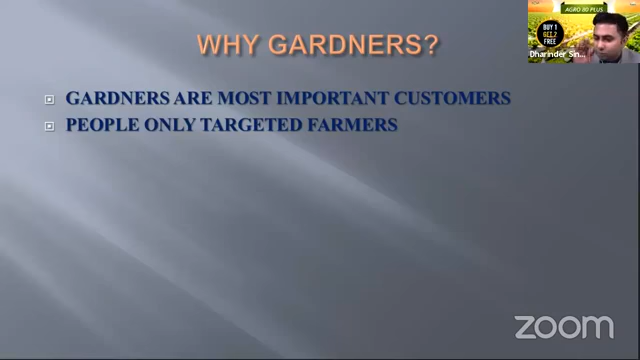 AGRO 80 PLUS
BUY 1
GET 2
FREE
Dharinder Sin...
WHY GARDNERS?
GARDNERS ARE MOST IMPORTANT CUSTOMERS
PEOPLE ONLY TARGETED FARMERS
zoom